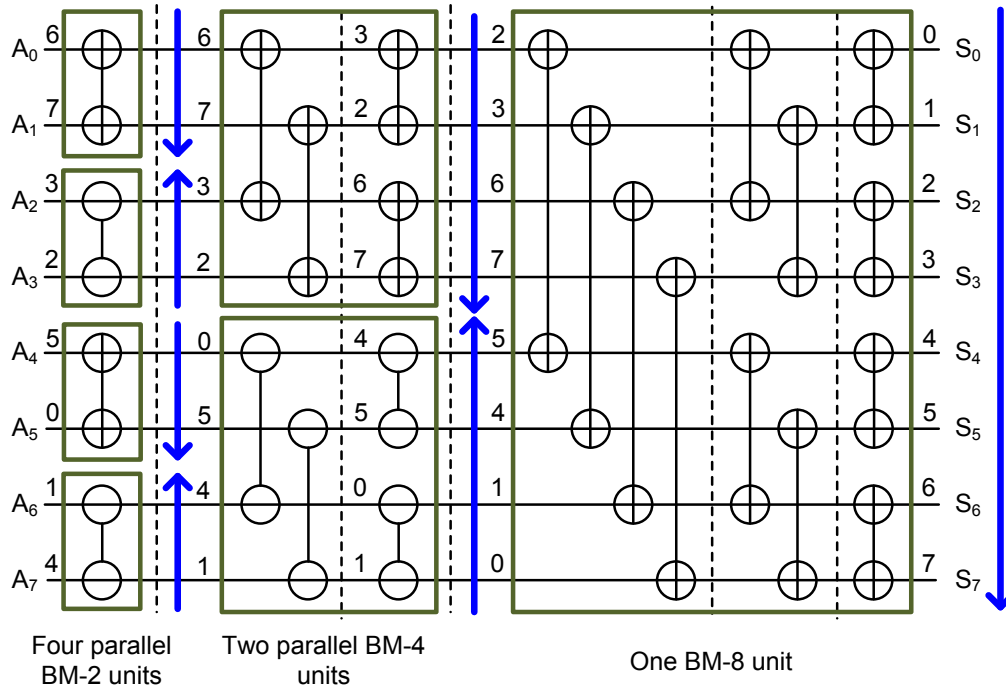 A0 6 6 3 2 0 S0
A1 7 7 2 3 1 S1
A2 3 3 6 6 2 S2
A3 2 2 7 7 3 S3
A4 5 0 4 5 4 S4
A5 0 5 5 4 5 S5
A6 1 4 0 1 6 S6
A7 4 1 1 0 7 S7
Four parallel
BM-2 units
Two parallel BM-4
units
One BM-8 unit